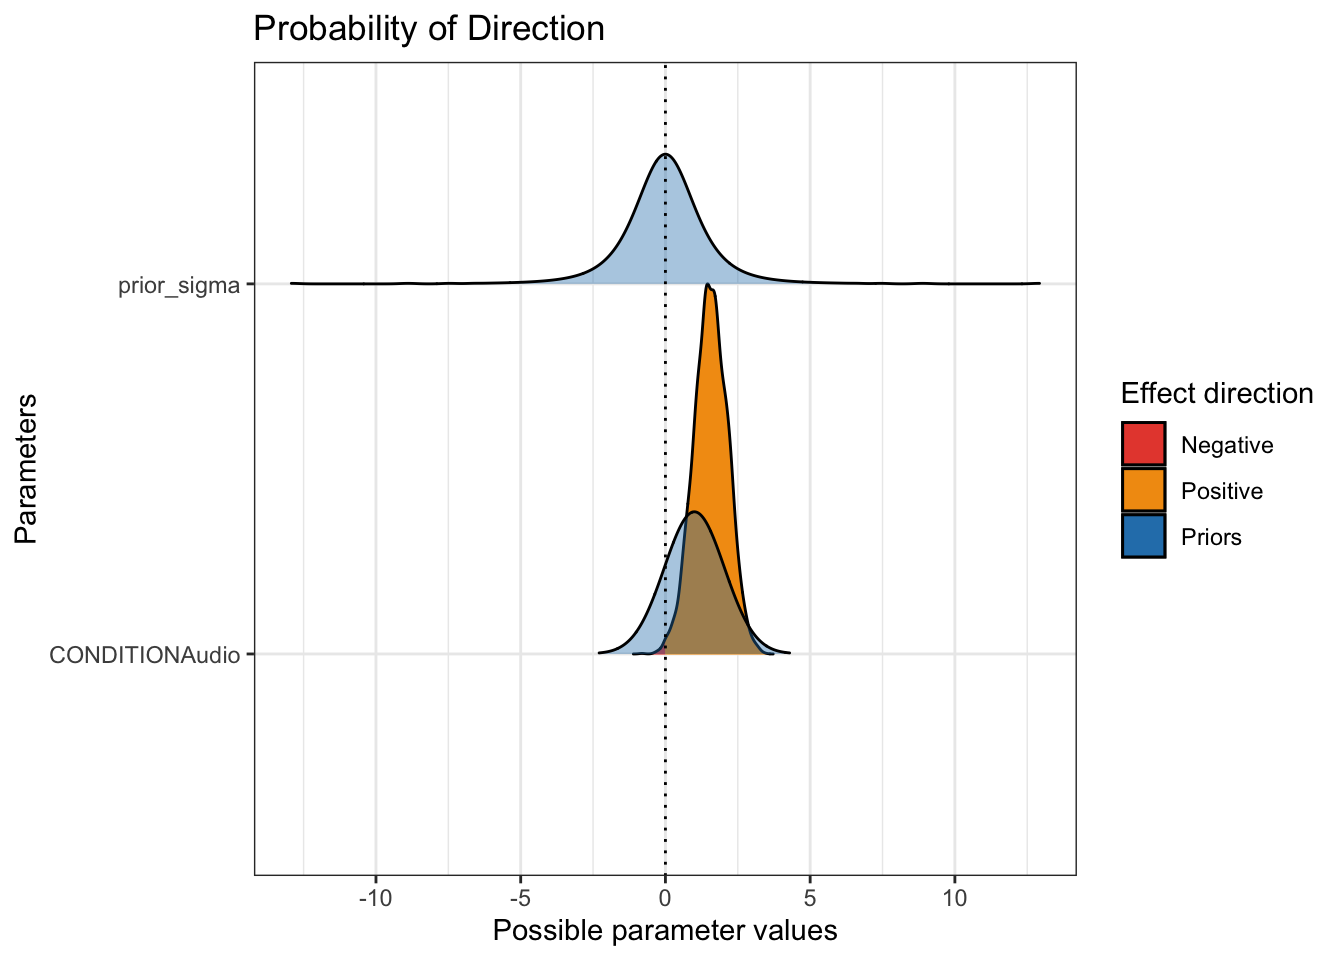 Probability of Direction
prior_sigma
CONDITIONAudio
Parameters
-10
-5
0
5
10
Possible parameter values
Effect direction
Negative
Positive
Priors